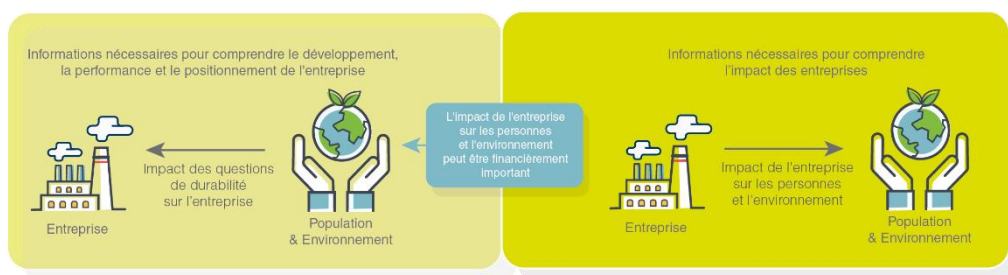 Informations nécessaires pour comprendre le développement,
la performance et le positionnement de l'entreprise
Impact des questions
de durabilité
sur l'entreprise
Entreprise
Population
& Environnement
L'impact de l'entreprise
sur les personnes
et l'environnement
peut être financièrement
important
Informations nécessaires pour comprendre
l'impact des entreprises
Impact de l'entreprise
sur les personnes
et l'environnement
Entreprise
Population
& Environnement